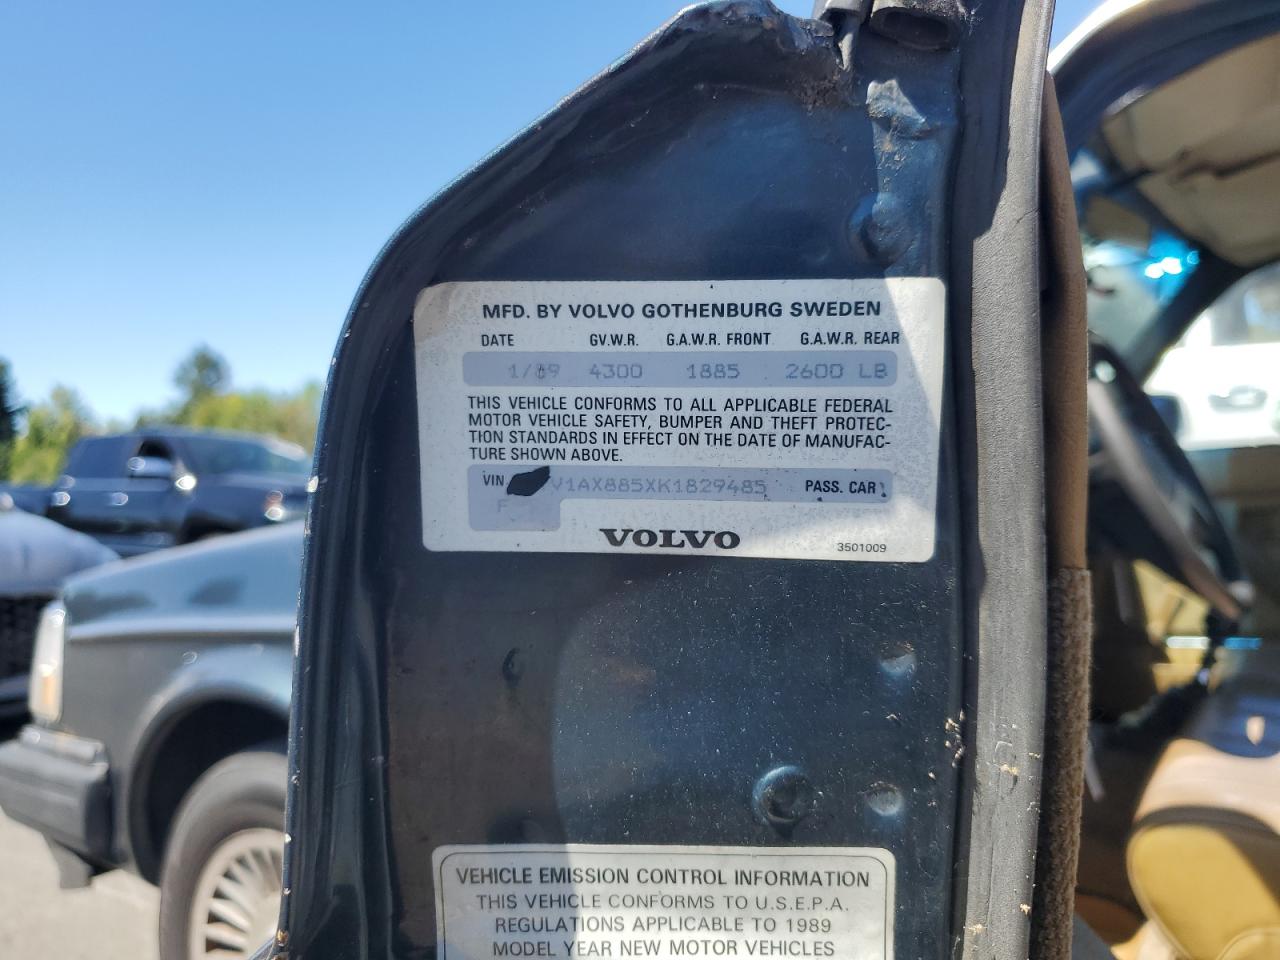 MFD. BY VOLVO GOTHENBURG SWEDEN
DATE GV.W.R. G.A.W.R. FRONT G.A.W.R. REAR
1/89 4300 1885 2600 LB
THIS VEHICLE CONFORMS TO ALL APPLICABLE FEDERAL
MOTOR VEHICLE SAFETY, BUMPER AND THEFT PROTEC-
TION STANDARDS IN EFFECT ON THE DATE OF MANUFAC-
TURE SHOWN ABOVE.
VIN V1AX885XK1829485 PASS. CAR
F
VOLVO
3501009
VEHICLE EMISSION CONTROL INFORMATION
THIS VEHICLE CONFORMS TO U.S.E.P.A.
REGULATIONS APPLICABLE TO 1989
MODEL YEAR NEW MOTOR VEHICLES